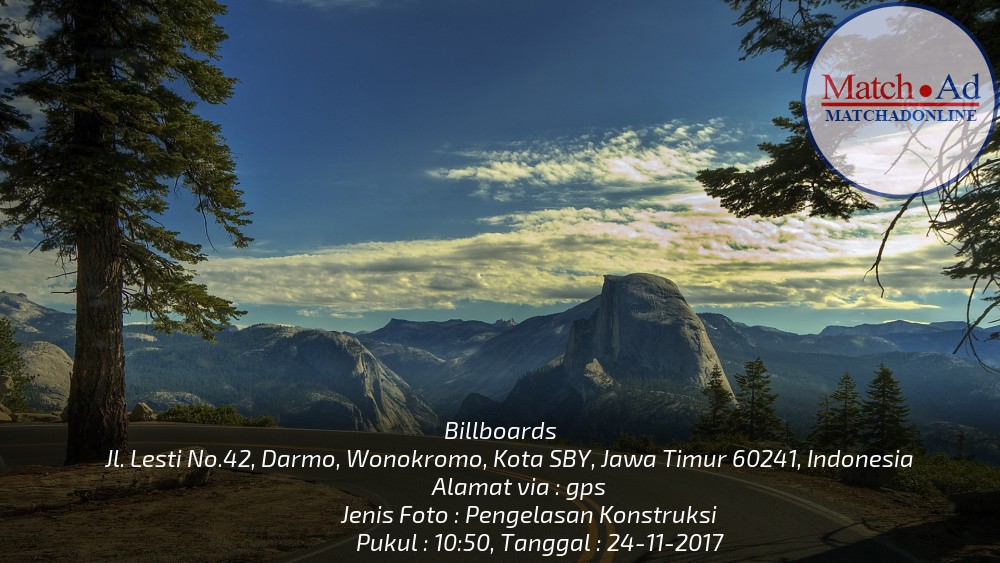 Match Ad
MATCHADONLINE
Billboards
Jl. Lesti No.42, Darmo, Wonokromo, Kota SBY, Jawa Timur 60241, Indonesia
Alamat via : gps
Jenis Foto : Pengelasan Konstruksi
Pukul : 10:50, Tanggal : 24-11-2017